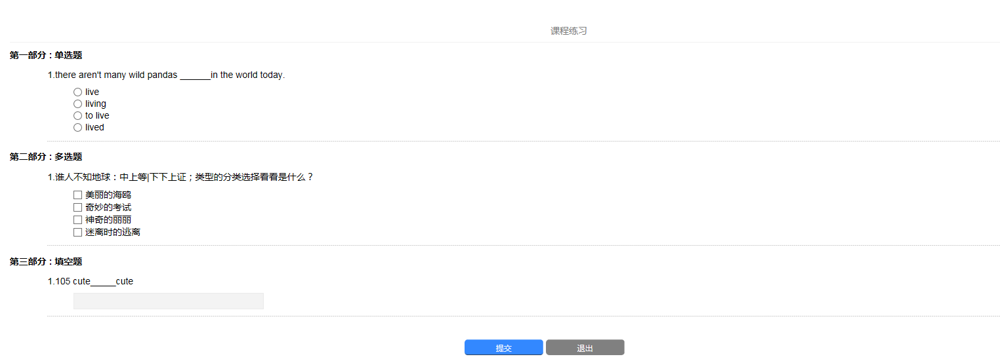 课程练习
第一部分：单选题
1.there aren't many wild pandas ______in the world today.
live
living
to live
lived
第二部分：多选题
1.谁人不知地球：中上等|下下上证；类型的分类选择看看是什么？
美丽的海鸥
奇妙的考试
神奇的丽丽
迷离时的逃离
第三部分：填空题
1.105 cute_____cute
提交 退出